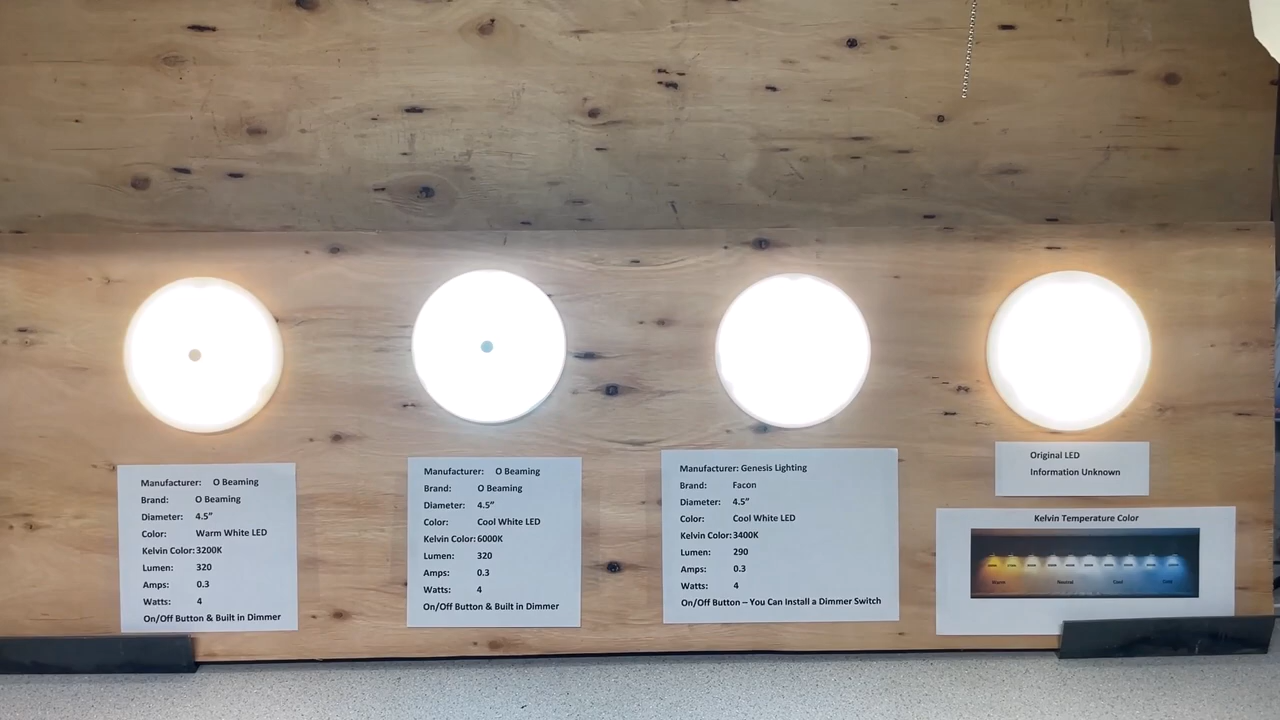 Manufacturer: O Beaming
Brand: O Beaming
Diameter: 4.5"
Color: Warm White LED
Kelvin Color: 3200K
Lumen: 320
Amps: 0.3
Watts: 4
On/Off Button & Built in Dimmer
Manufacturer: O Beaming
Brand: O Beaming
Diameter: 4.5"
Color: Cool White LED
Kelvin Color: 6000K
Lumen: 320
Amps: 0.3
Watts: 4
On/Off Button & Built in Dimmer
Manufacturer: Genesis Lighting
Brand: Facon
Diameter: 4.5"
Color: Cool White LED
Kelvin Color: 3400K
Lumen: 290
Amps: 0.3
Watts: 4
On/Off Button – You Can Install a Dimmer Switch
Original LED
Information Unknown
Kelvin Temperature Color
Warm Neutral Cool